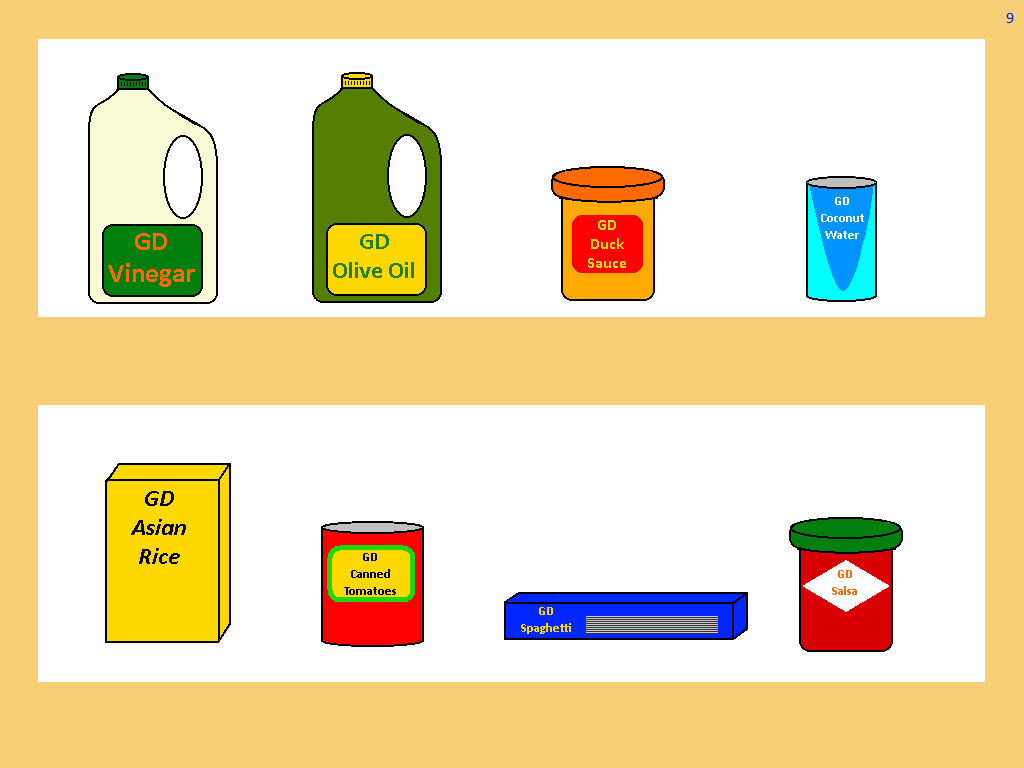 9
GD
Vinegar
GD
Olive Oil
GD
Duck
Sauce
GD
Coconut
Water
GD
Asian
Rice
GD
Canned
Tomatoes
GD
Spaghetti
GD
Salsa